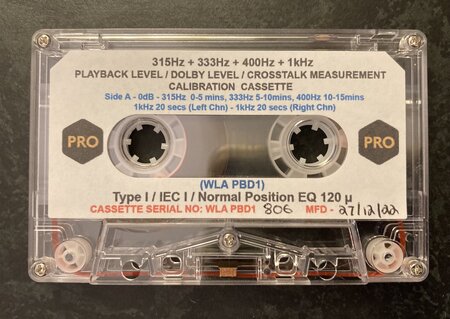 315Hz + 333Hz + 400Hz + 1kHz
PLAYBACK LEVEL / DOLBY LEVEL / CROSSTALK MEASUREMENT
CALIBRATION CASSETTE
Side A - 0dB - 315Hz 0-5 mins, 333Hz 5-10mins, 400Hz 10-15mins
1kHz 20 secs (Left Chn) - 1kHz 20 secs (Right Chn)
PRO
PRO
(WLA PBD1)
Type I / IEC I / Normal Position EQ 120 µ
CASSETTE SERIAL NO: WLA PBD1 806 MFD - 27/12/22